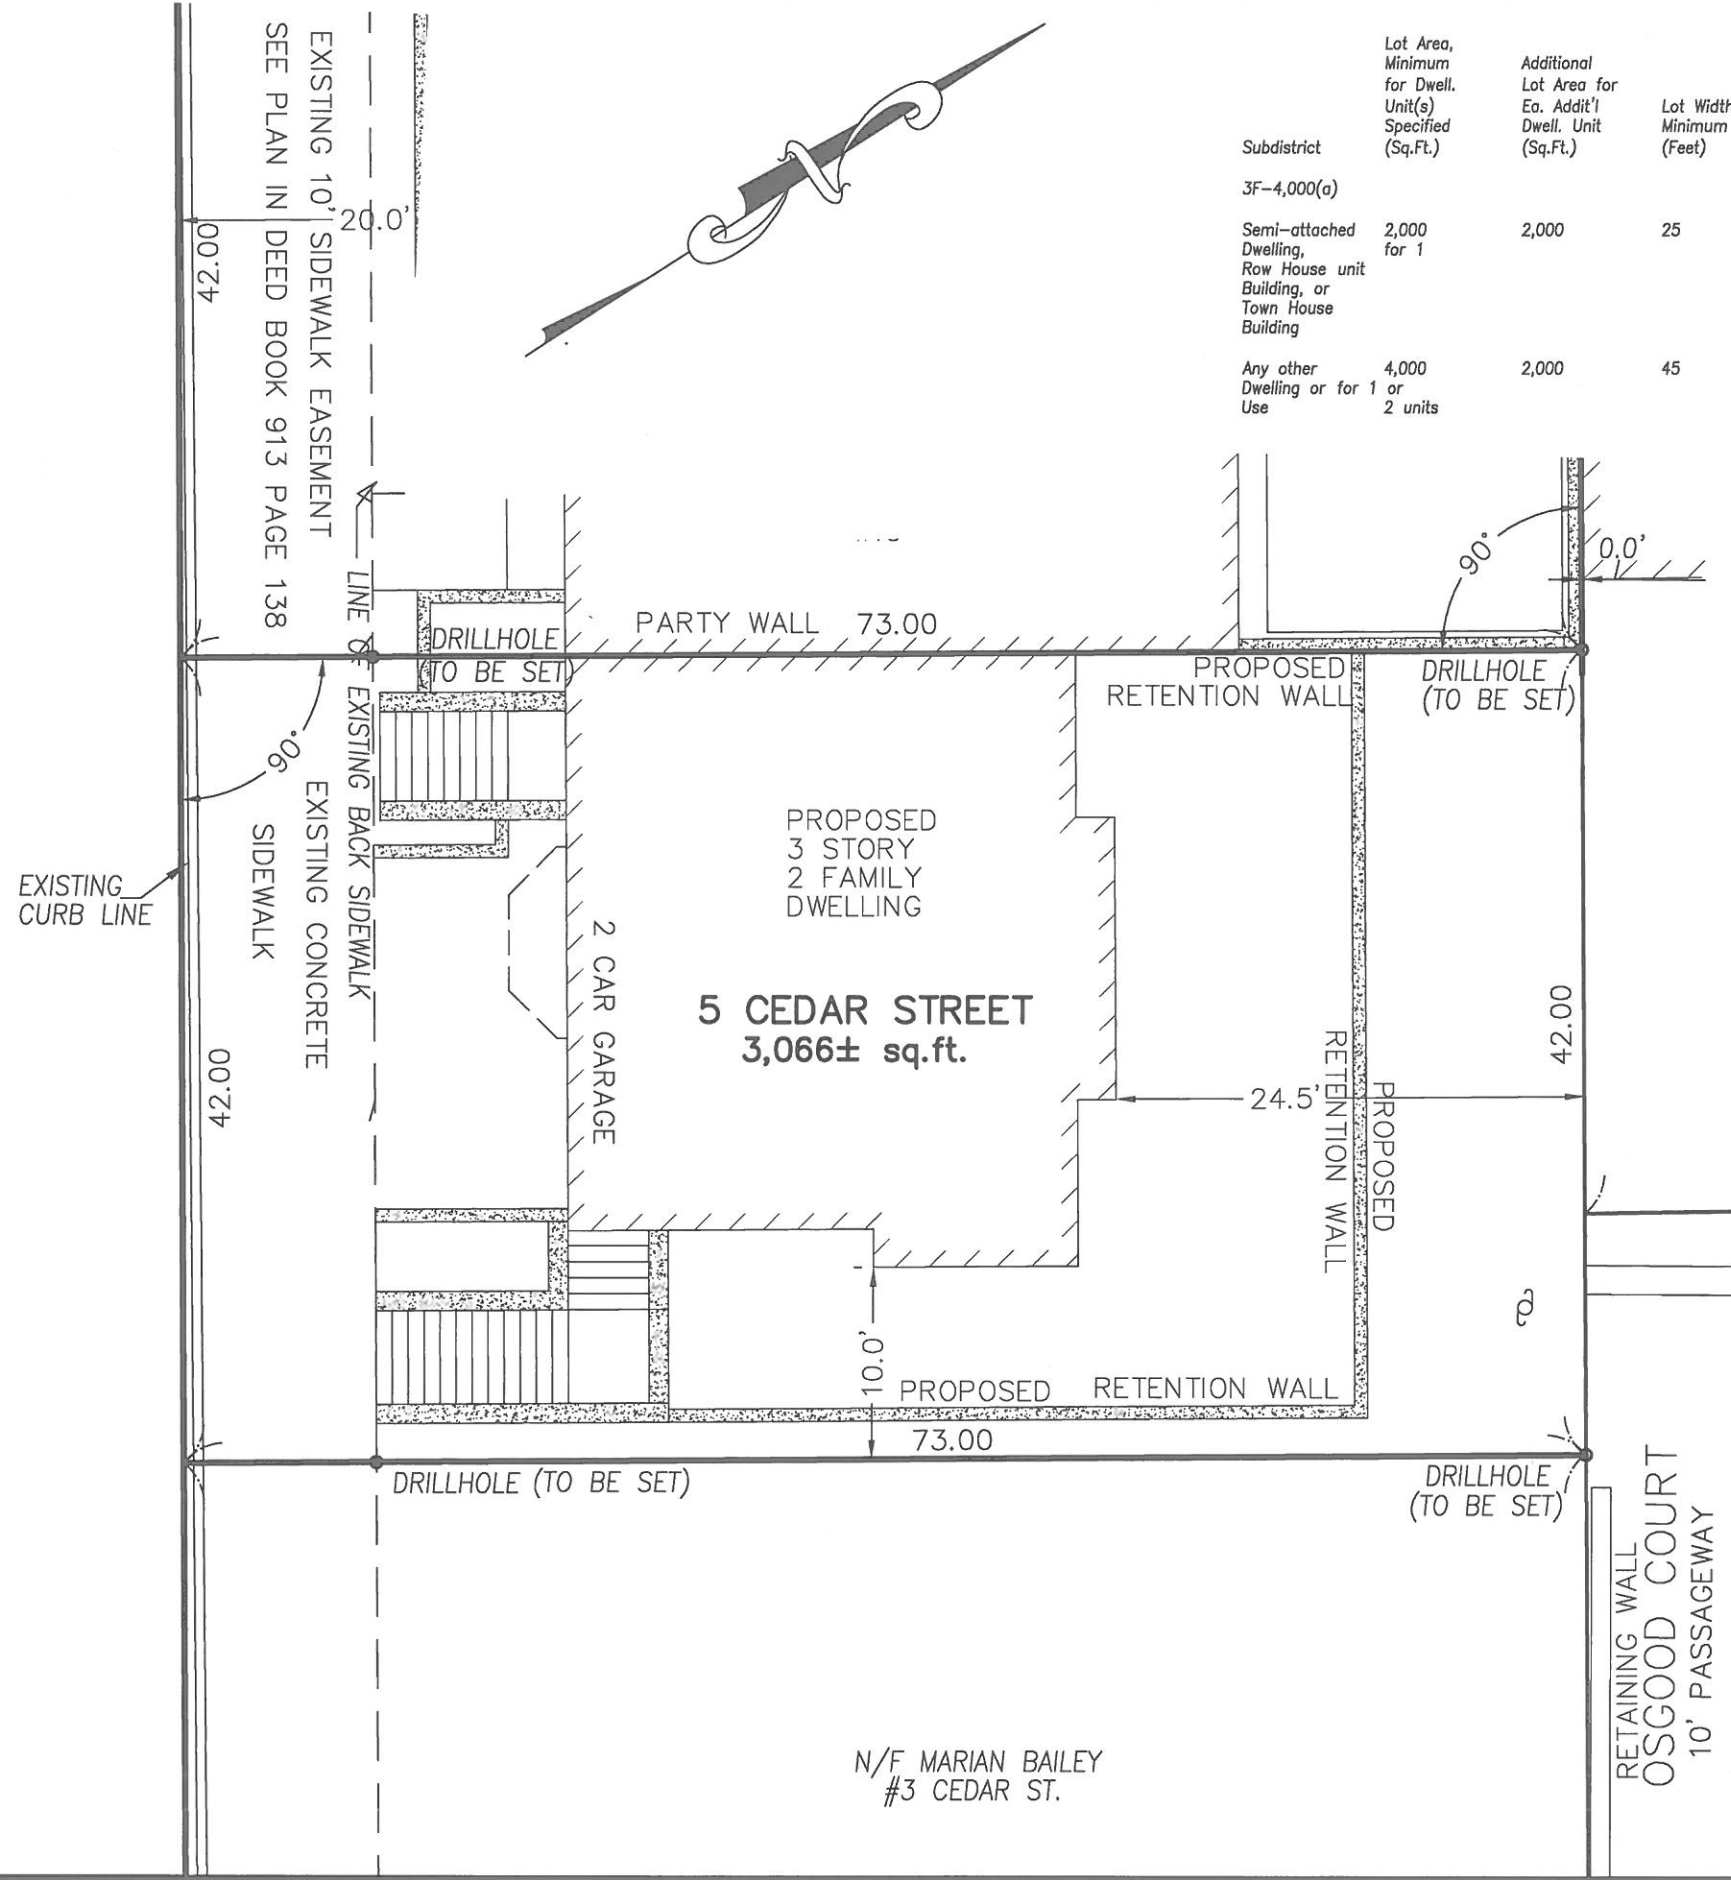 EXISTING 10' SIDEWALK EASEMENT
SEE PLAN IN DEED BOOK 913 PAGE 138
20.0'
42.00
Lot Area,
Minimum
for Dwell.
Unit(s)
Specified
(Sq.Ft.)
Additional
Lot Area for
Ea. Addit'l
Dwell. Unit
(Sq.Ft.)
Lot Width
Minimum
(Feet)
Subdistrict
3F-4,000(a)
Semi-attached 2,000 2,000 25
Dwelling, for 1
Row House unit
Building, or
Town House
Building
Any other 4,000 2,000 45
Dwelling or for 1 or
Use 2 units
90°
0.0'
LINE OF EXISTING BACK SIDEWALK
PARTY WALL 73.00
DRILLHOLE
(TO BE SET)
PROPOSED
RETENTION WALL
DRILLHOLE
(TO BE SET)
90°
EXISTING CONCRETE
SIDEWALK
EXISTING
CURB LINE
PROPOSED
3 STORY
2 FAMILY
DWELLING
2 CAR GARAGE
5 CEDAR STREET
3,066± sq.ft.
42.00
42.00
24.5'
PROPOSED
RETENTION WALL
10.0'
PROPOSED RETENTION WALL
73.00
DRILLHOLE (TO BE SET)
DRILLHOLE
(TO BE SET)
RETAINING WALL
OSGOOD COURT
10' PASSAGEWAY
N/F MARIAN BAILEY
#3 CEDAR ST.